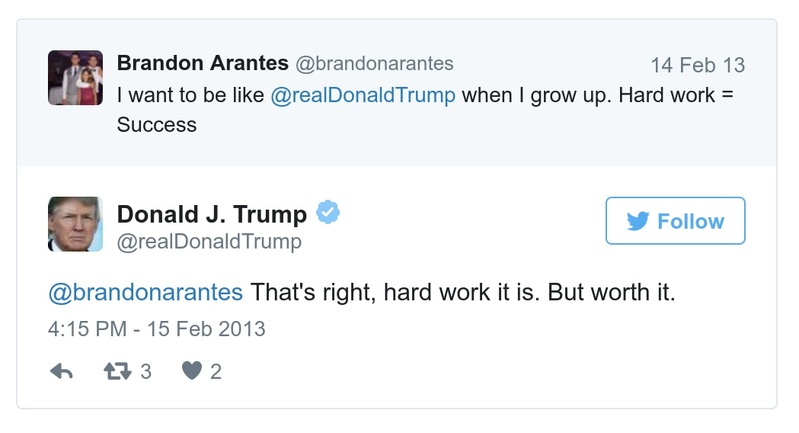 Brandon Arantes @brandonarantes 14 Feb 13
I want to be like @realDonaldTrump when I grow up. Hard work =
Success
Donald J. Trump
@realDonaldTrump
Follow
@brandonarantes That's right, hard work it is. But worth it.
4:15 PM - 15 Feb 2013
3 2